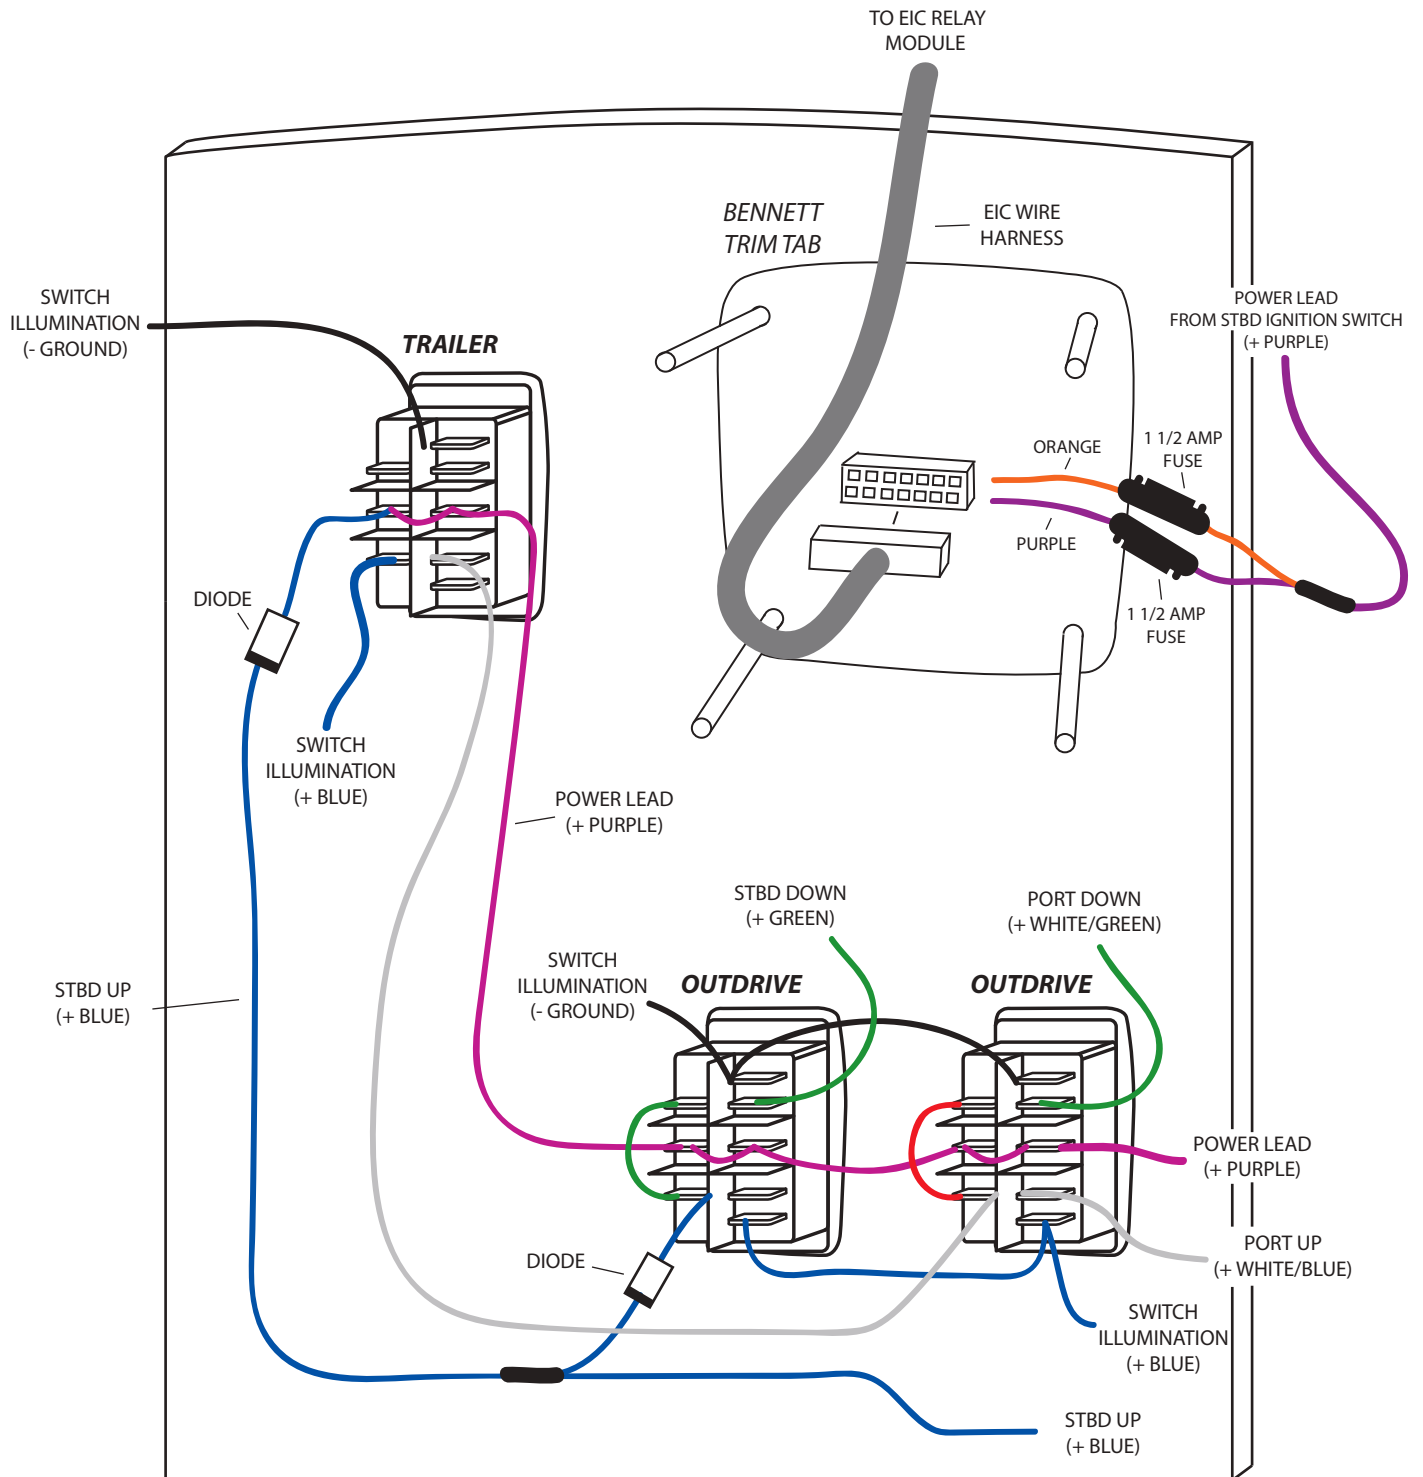 TO EIC RELAY
MODULE
BENNETT
TRIM TAB
EIC WIRE
HARNESS
SWITCH
ILLUMINATION
(- GROUND)
TRAILER
POWER LEAD
FROM STBD IGNITION SWITCH
(+ PURPLE)
ORANGE
1 1/2 AMP
FUSE
PURPLE
1 1/2 AMP
FUSE
DIODE
SWITCH
ILLUMINATION
(+ BLUE)
POWER LEAD
(+ PURPLE)
STBD DOWN
(+ GREEN)
PORT DOWN
(+ WHITE/GREEN)
SWITCH
ILLUMINATION
(- GROUND)
OUTDRIVE
OUTDRIVE
STBD UP
(+ BLUE)
POWER LEAD
(+ PURPLE)
DIODE
PORT UP
(+ WHITE/BLUE)
SWITCH
ILLUMINATION
(+ BLUE)
STBD UP
(+ BLUE)